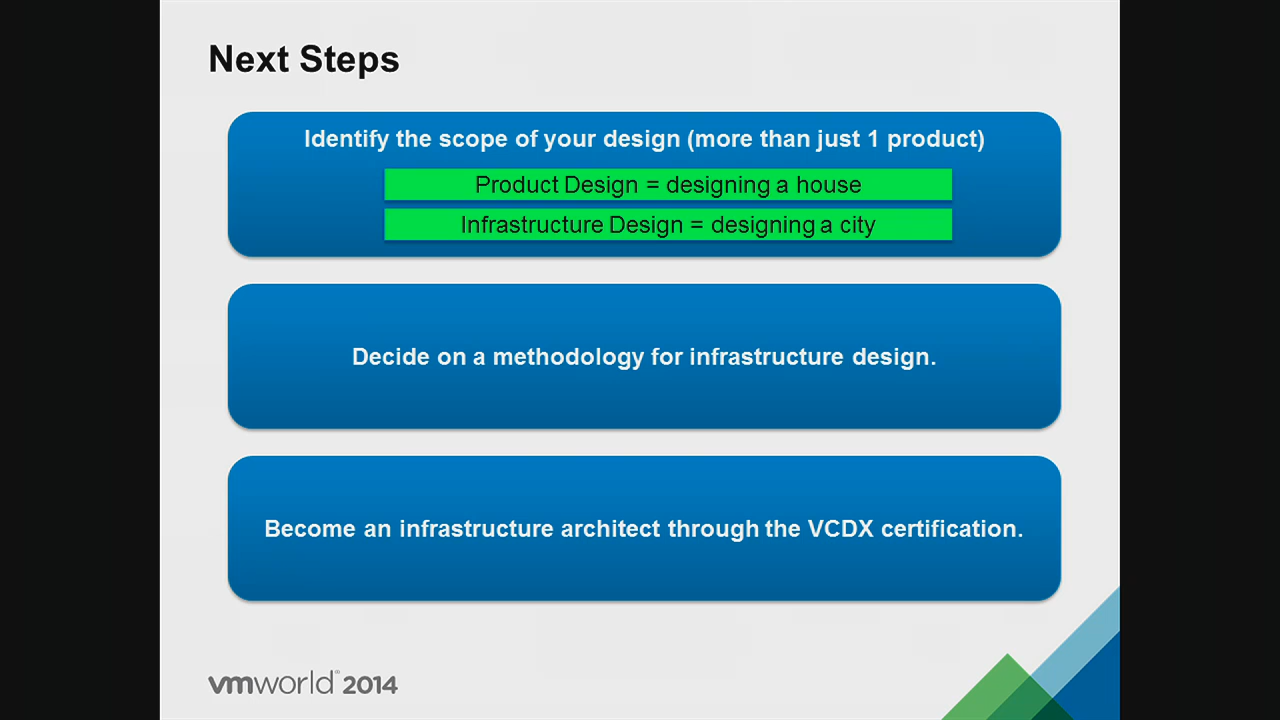 Next Steps
Identify the scope of your design (more than just 1 product)
Product Design = designing a house
Infrastructure Design = designing a city
Decide on a methodology for infrastructure design.
Become an infrastructure architect through the VCDX certification.
vmworld® 2014